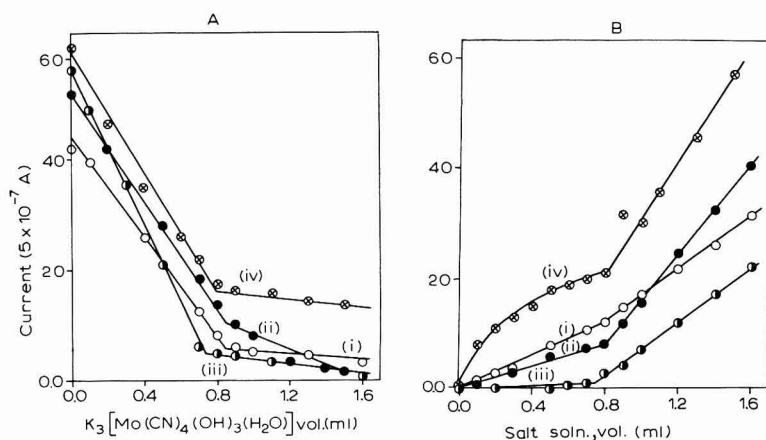 A
B
Current (5 x 10⁻⁷ A)
60
40
20
0.0
(iv)
(ii)
(i)
(iii)
0.0 0.4 0.8 1.2 1.6
K₃[Mo(CN)₄(OH)₃(H₂O)]vol.(ml)
60
40
20
0.0
(iv)
(i)
(ii)
(iii)
0.0 0.4 0.8 1.2 1.6
Salt soln.,vol. (ml)